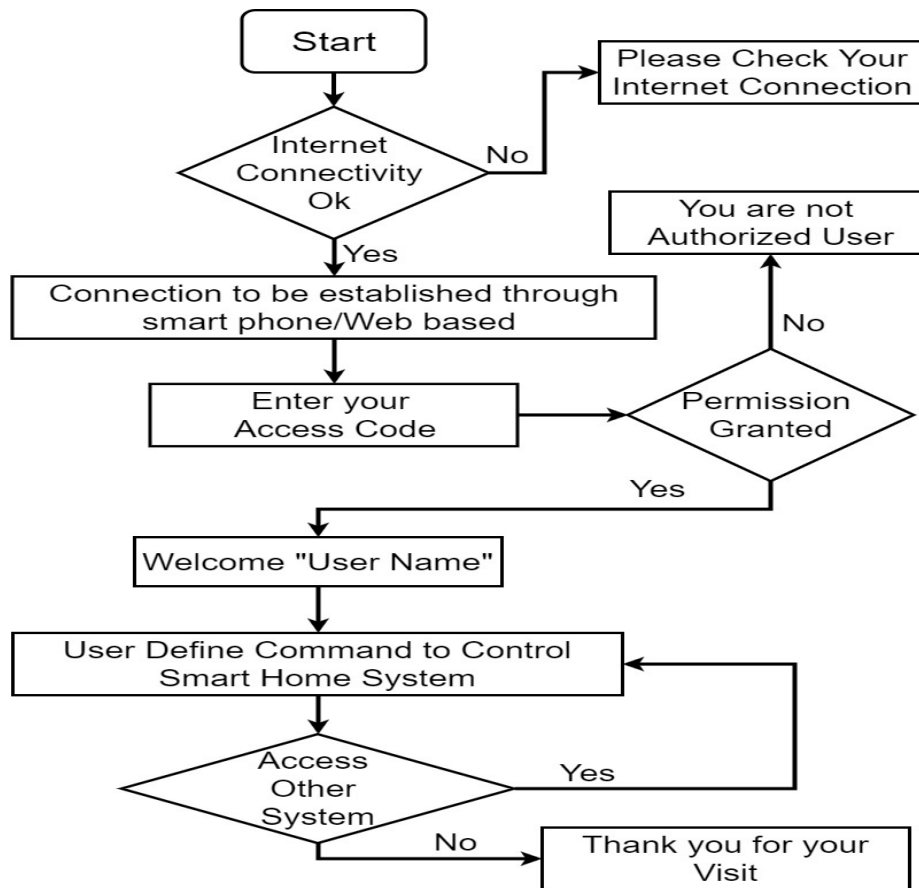 Start
Please Check Your
Internet Connection
Internet
Connectivity
Ok
No
Yes
You are not
Authorized User
Connection to be established through
smart phone/Web based
No
Enter your
Access Code
Permission
Granted
Yes
Welcome "User Name"
User Define Command to Control
Smart Home System
Access
Other
System
Yes
No
Thank you for your
Visit